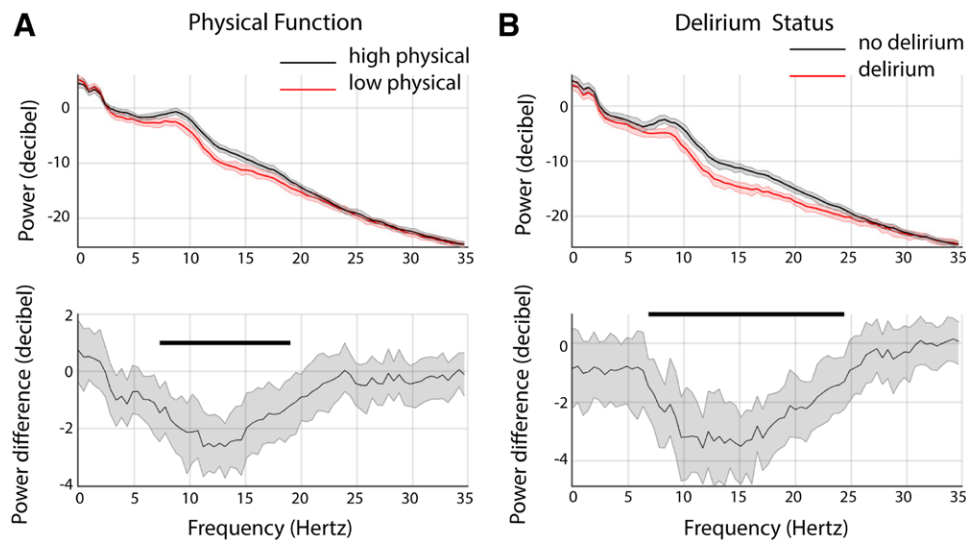 A
Physical Function
high physical
low physical
Power (decibel)
0
-10
-20
0 5 10 15 20 25 30 35
Power difference (decibel)
2
0
-2
-4
0 5 10 15 20 25 30 35
Frequency (Hertz)
B
Delirium Status
no delirium
delirium
Power (decibel)
0
-10
-20
0 5 10 15 20 25 30 35
Power difference (decibel)
0
-2
-4
0 5 10 15 20 25 30 35
Frequency (Hertz)